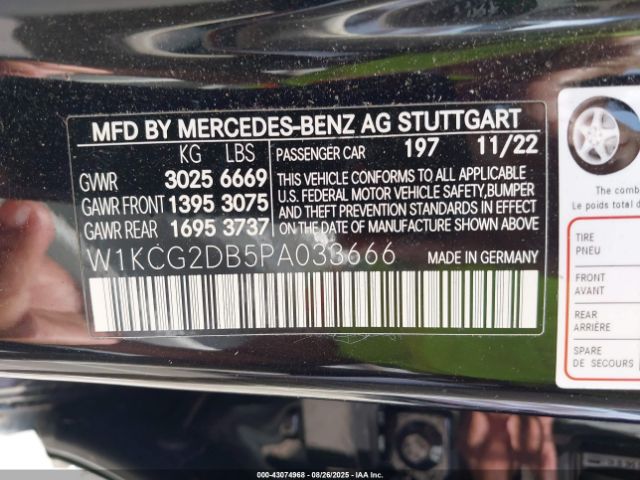 MFD BY MERCEDES-BENZ AG STUTTGART
KG LBS
GVWR 3025 6669
GAWR FRONT 1395 3075
GAWR REAR 1695 3737
PASSENGER CAR 197 11/22
THIS VEHICLE CONFORMS TO ALL APPLICABLE
U.S. FEDERAL MOTOR VEHICLE SAFETY, BUMPER
AND THEFT PREVENTION STANDARDS IN EFFECT
ON THE DATE OF MANUFACTURE SHOWN ABOVE
W1KCG2DB5PA033666
MADE IN GERMANY
The comb
Le poids total d
TIRE
PNEU
FRONT
AVANT
REAR
ARRIÈRE
SPARE
DE SECOURS
000-43074968 - 08/26/2025 - IAA, Inc.